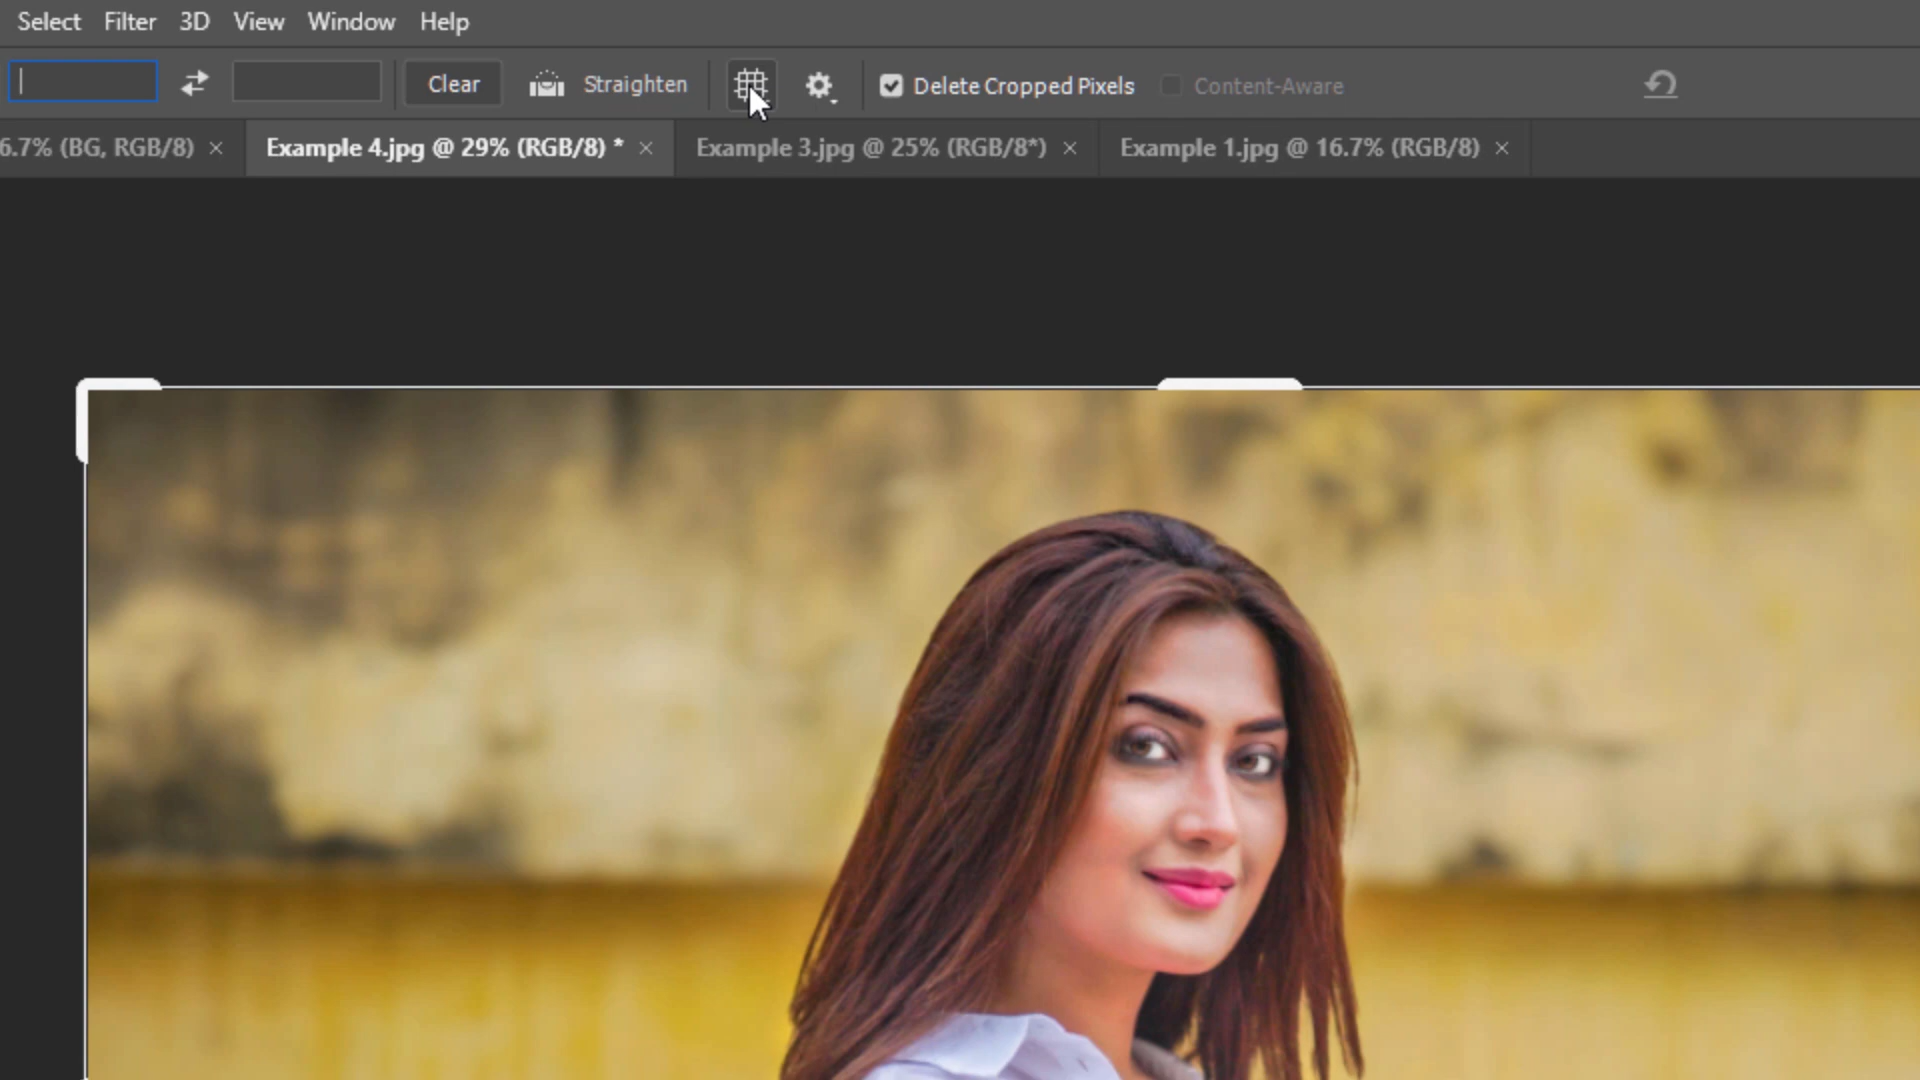 Select Filter 3D View Window Help
Clear Straighten Delete Cropped Pixels Content-Aware
6.7% (BG, RGB/8) × Example 4.jpg @ 29% (RGB/8) * × Example 3.jpg @ 25% (RGB/8*) × Example 1.jpg @ 16.7% (RGB/8) ×